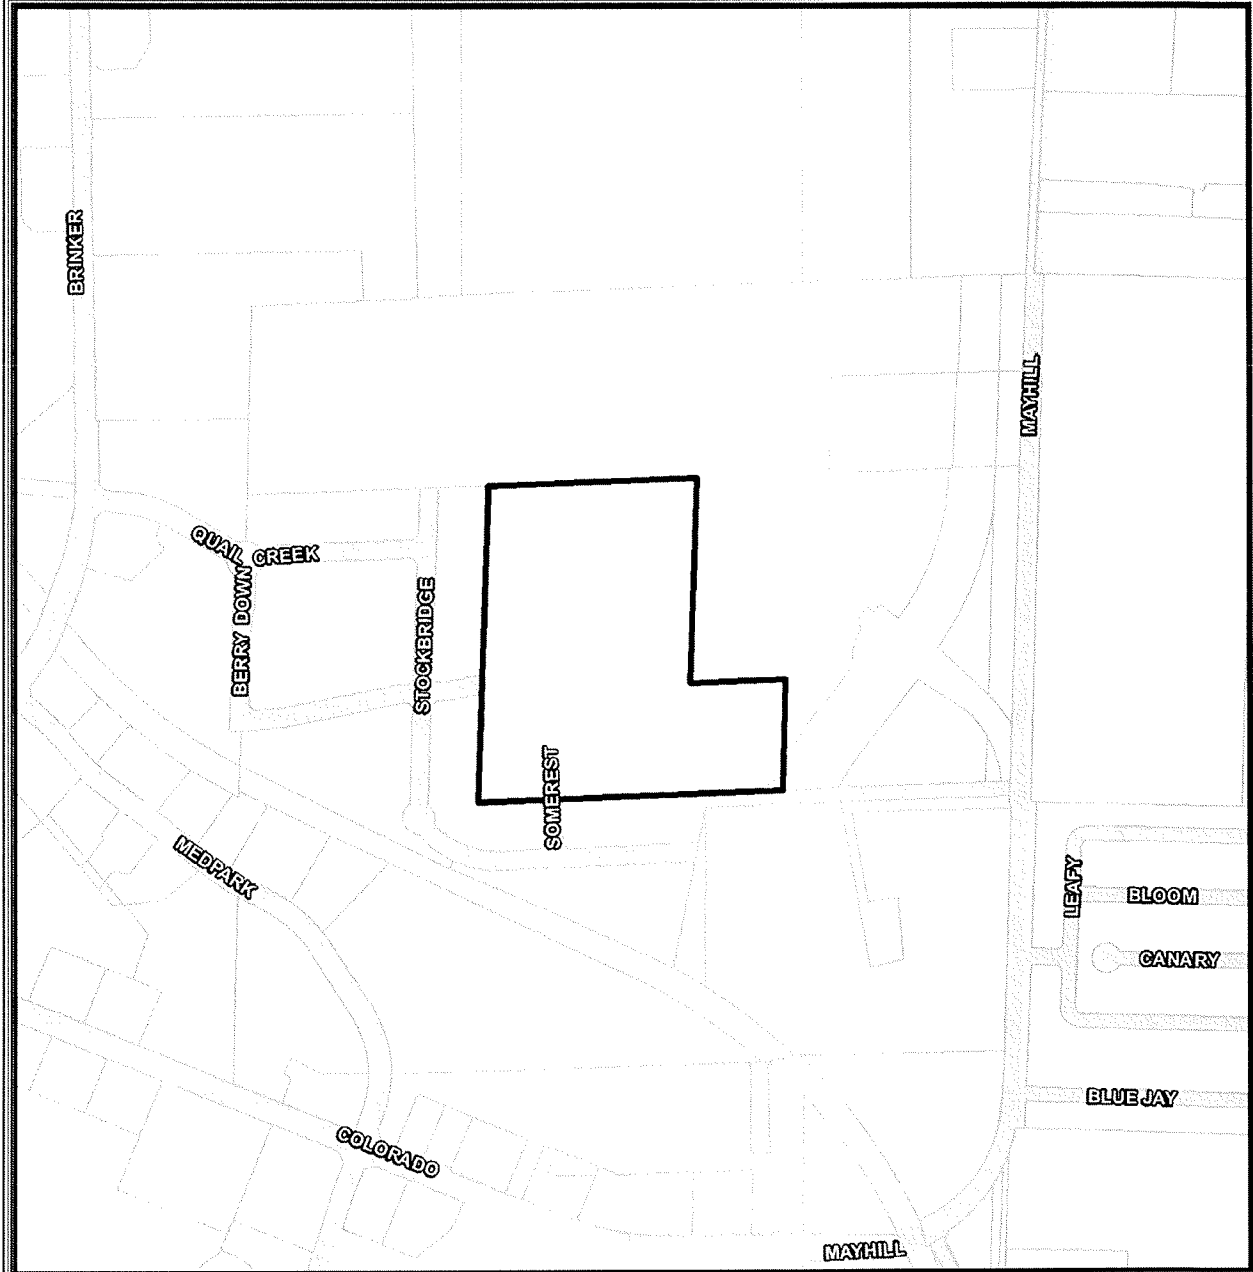 BRINKER
MAYHILL
QUAIL CREEK
BERRY DOWN
STOCKBRIDGE
SOMEREST
MEDPARK
LEAFY
BLOOM
CANARY
BLUE JAY
COLORADO
MAYHILL